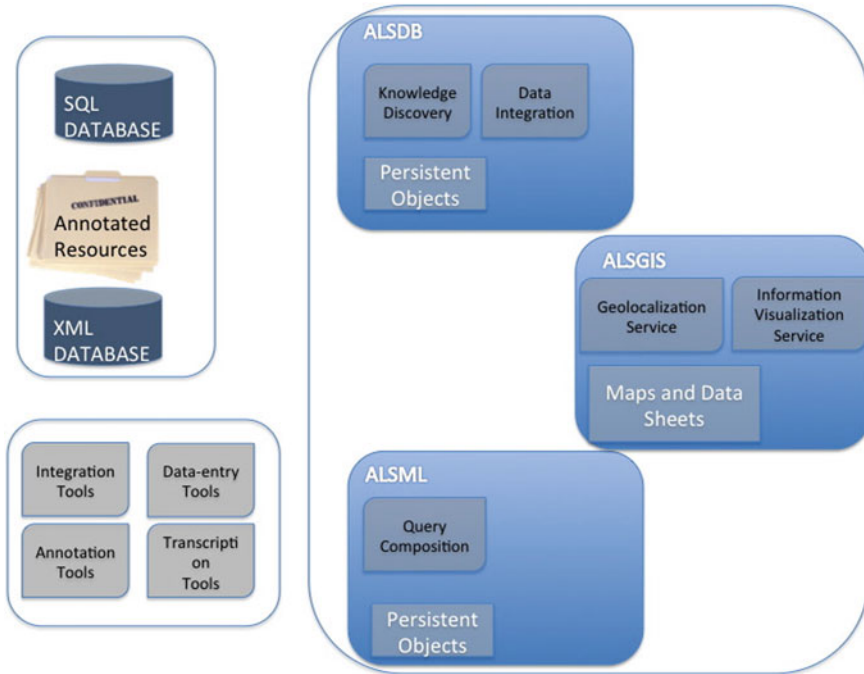 SQL
DATABASE
CONFIDENTIAL
Annotated
Resources
XML
DATABASE
Integration
Tools
Data-entry
Tools
Annotation
Tools
Transcripti
on
Tools
ALSDB
Knowledge
Discovery
Data
Integration
Persistent
Objects
ALSGIS
Geolocalization
Service
Information
Visualization
Service
Maps and Data
Sheets
ALSML
Query
Composition
Persistent
Objects